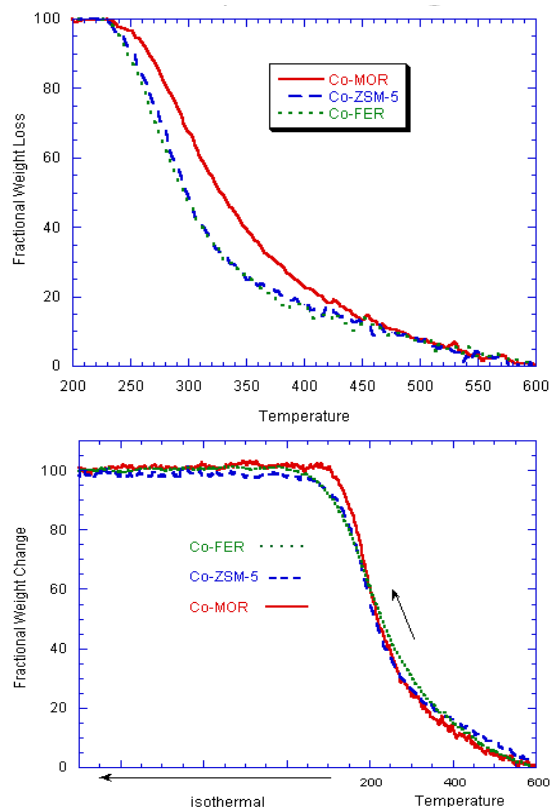 100
80
60
40
20
0
Fractional Weight Loss
Co-MOR
Co-ZSM-5
Co-FER
200 250 300 350 400 450 500 550 600
Temperature
100
80
60
40
20
0
Fractional Weight Change
Co-FER
Co-ZSM-5
Co-MOR
200 400 600
isothermal Temperature